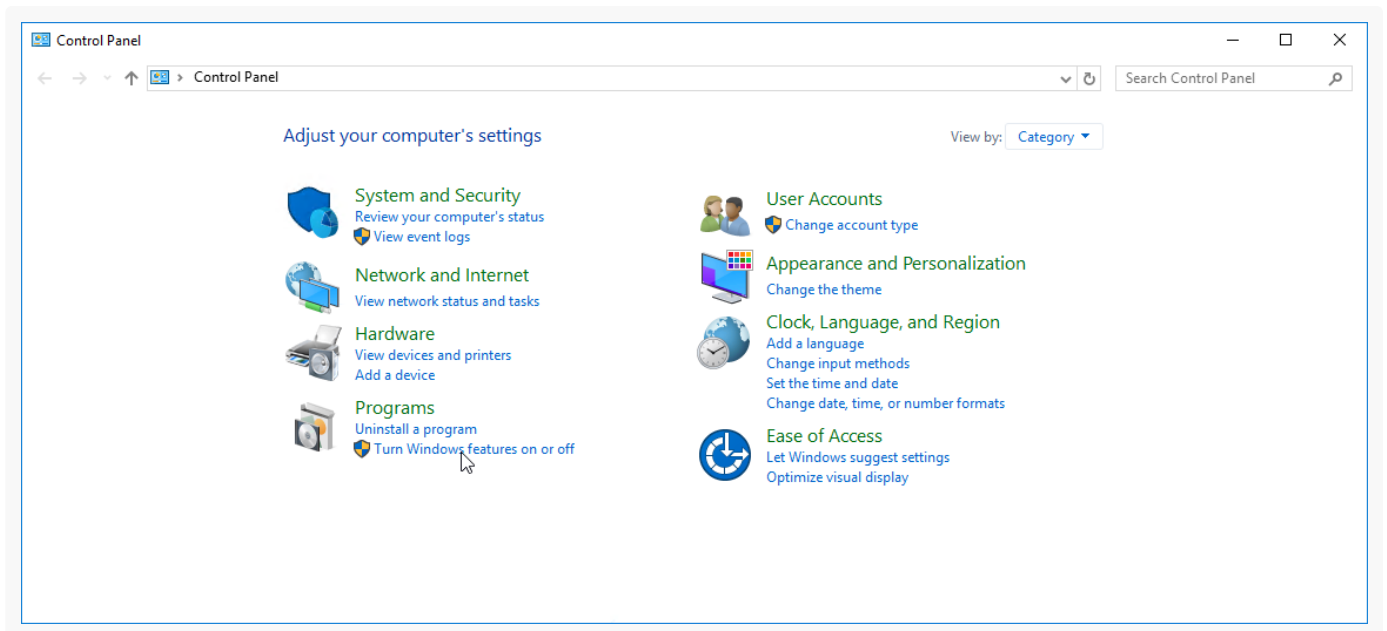 Control Panel
Control Panel
Search Control Panel
Adjust your computer's settings
View by: Category
System and Security
Review your computer's status
View event logs
Network and Internet
View network status and tasks
Hardware
View devices and printers
Add a device
Programs
Uninstall a program
Turn Windows features on or off
User Accounts
Change account type
Appearance and Personalization
Change the theme
Clock, Language, and Region
Add a language
Change input methods
Set the time and date
Change date, time, or number formats
Ease of Access
Let Windows suggest settings
Optimize visual display